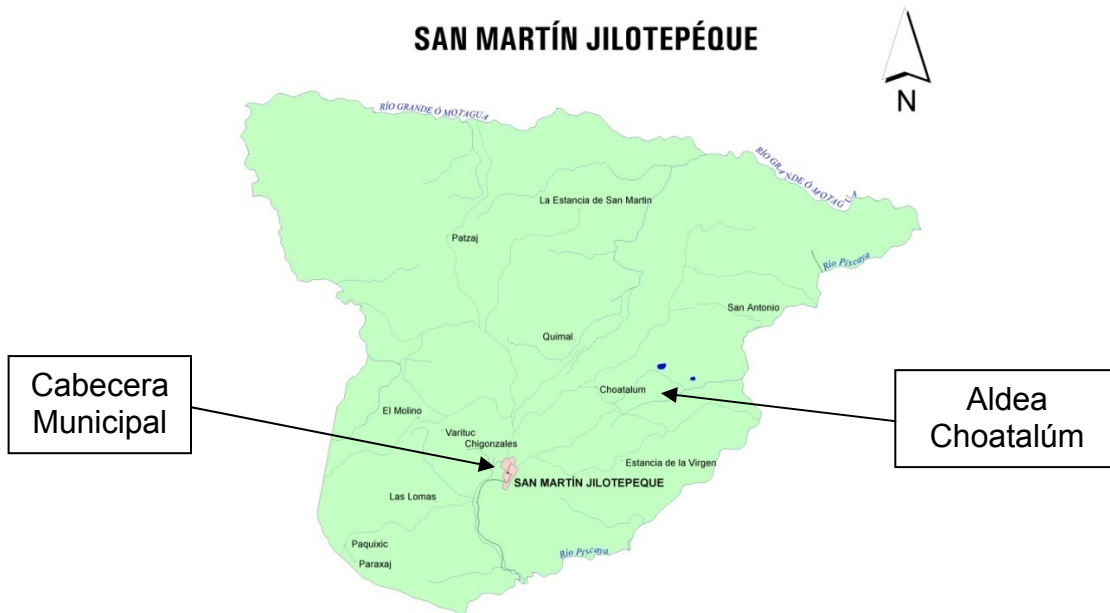 SAN MARTÍN JILOTEPÉQUE
N
RÍO GRANDE Ó MOTAGUA
RÍO GRANDE Ó MOTAGUA
La Estancia de San Martin
Patzaj
Río Pixcaya
San Antonio
Quimal
Cabecera
Municipal
Choatalum
Aldea
Choatalúm
El Molino
Varituc
Chigonzales
Estancia de la Virgen
SAN MARTÍN JILOTEPEQUE
Las Lomas
Paquixic
Paraxaj
Río Pixcaya